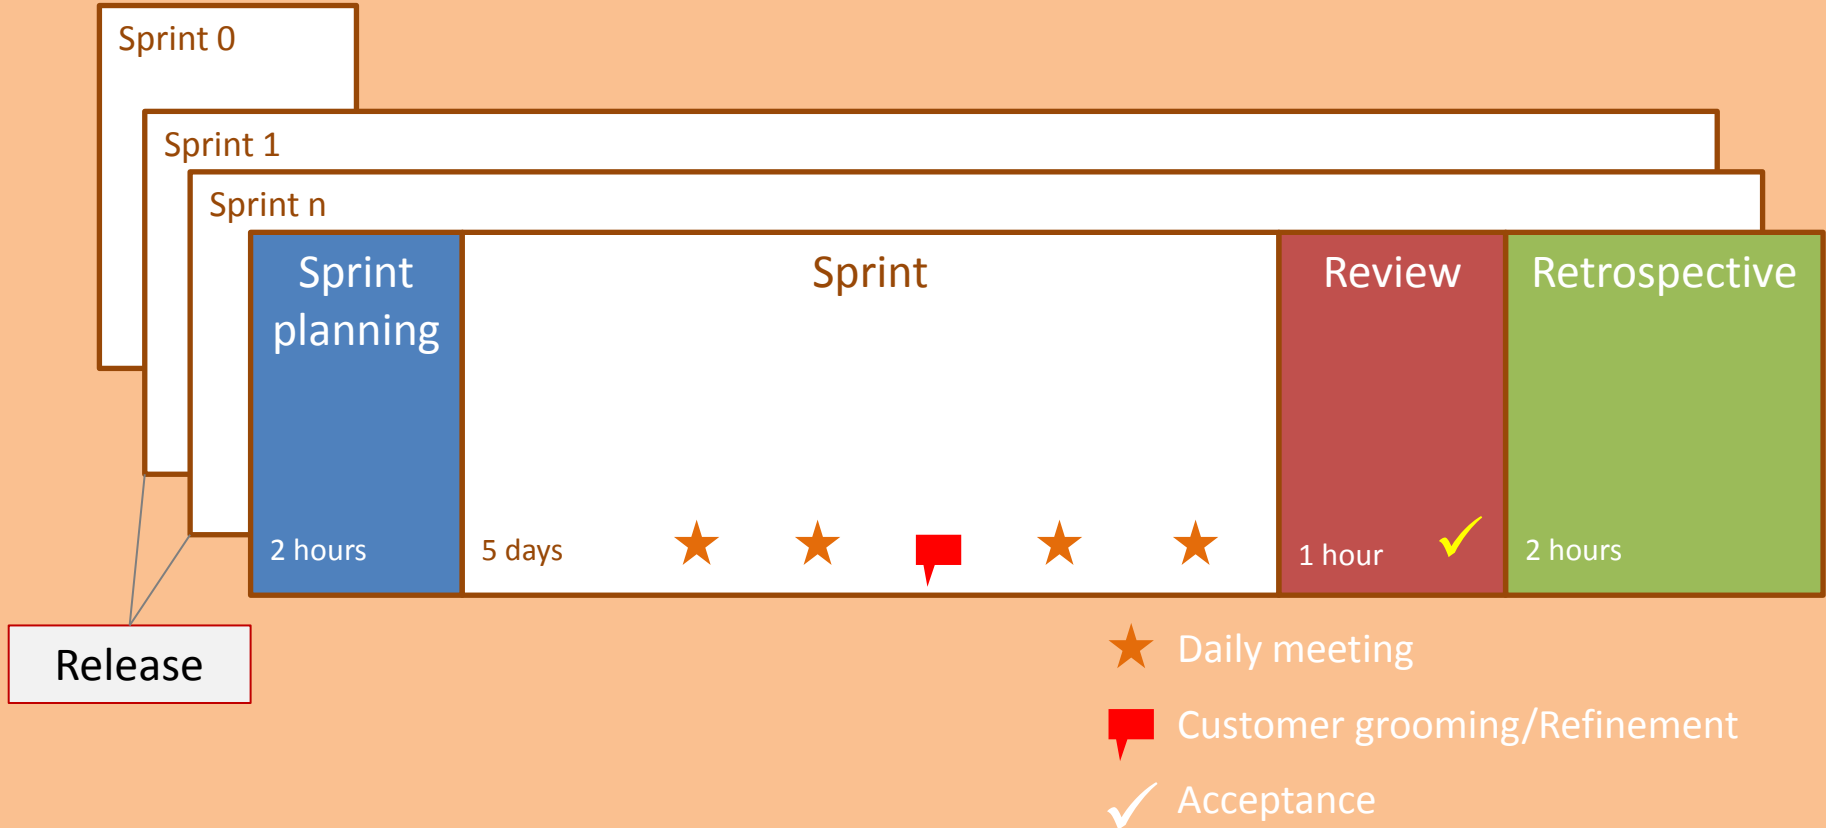 Sprint 0
Sprint 1
Sprint n
Sprint
planning
2 hours
Sprint
5 days
Review
1 hour
Retrospective
2 hours
Release
Daily meeting
Customer grooming/Refinement
Acceptance